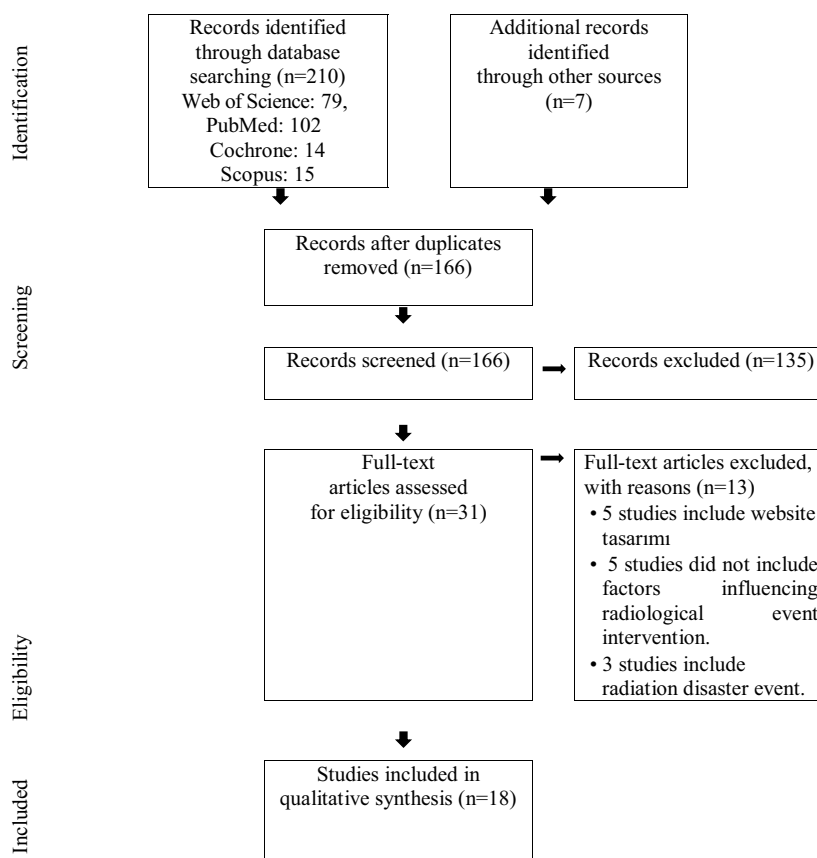 Identification
Records identified
through database
searching (n=210)
Web of Science: 79,
PubMed: 102
Cochrone: 14
Scopus: 15
Additional records
identified
through other sources
(n=7)
Screening
Records after duplicates
removed (n=166)
Records screened (n=166)
Records excluded (n=135)
Eligibility
Full-text
articles assessed
for eligibility (n=31)
Full-text articles excluded,
with reasons (n=13)
• 5 studies include website
tasarımı
• 5 studies did not include
factors influencing
radiological event
intervention.
• 3 studies include
radiation disaster event.
Included
Studies included in
qualitative synthesis (n=18)